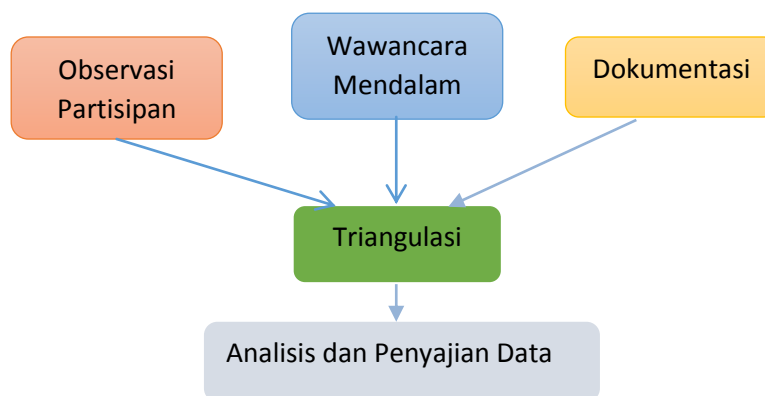 Observasi
Partisipan
Wawancara
Mendalam
Dokumentasi
Triangulasi
Analisis dan Penyajian Data